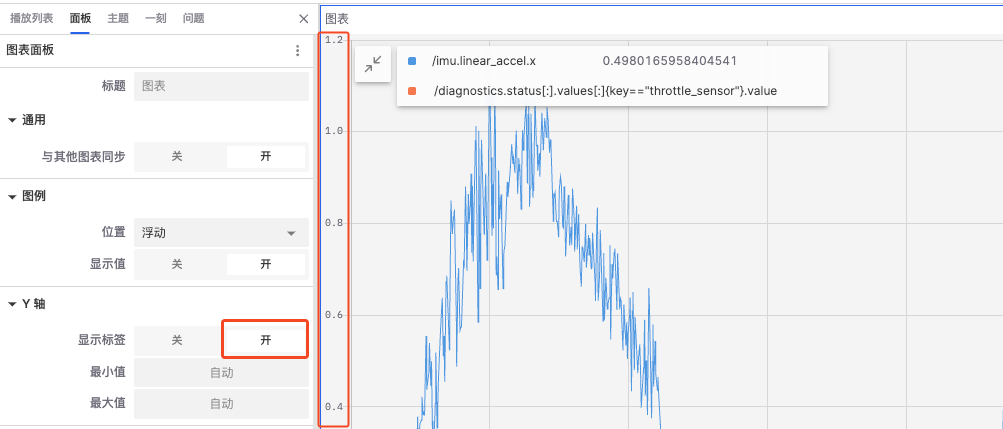 播放列表 面板 主题 一刻 问题
图表面板
标题 图表
通用
与其他图表同步 关 开
图例
位置 浮动
显示值 关 开
Y 轴
显示标签 关 开
最小值 自动
最大值 自动
图表
1.2
/imu.linear_accel.x 0.4980165958404541
/diagnostics.status[:].values[:]{key=="throttle_sensor"}.value
1.0
0.8
0.6
0.4